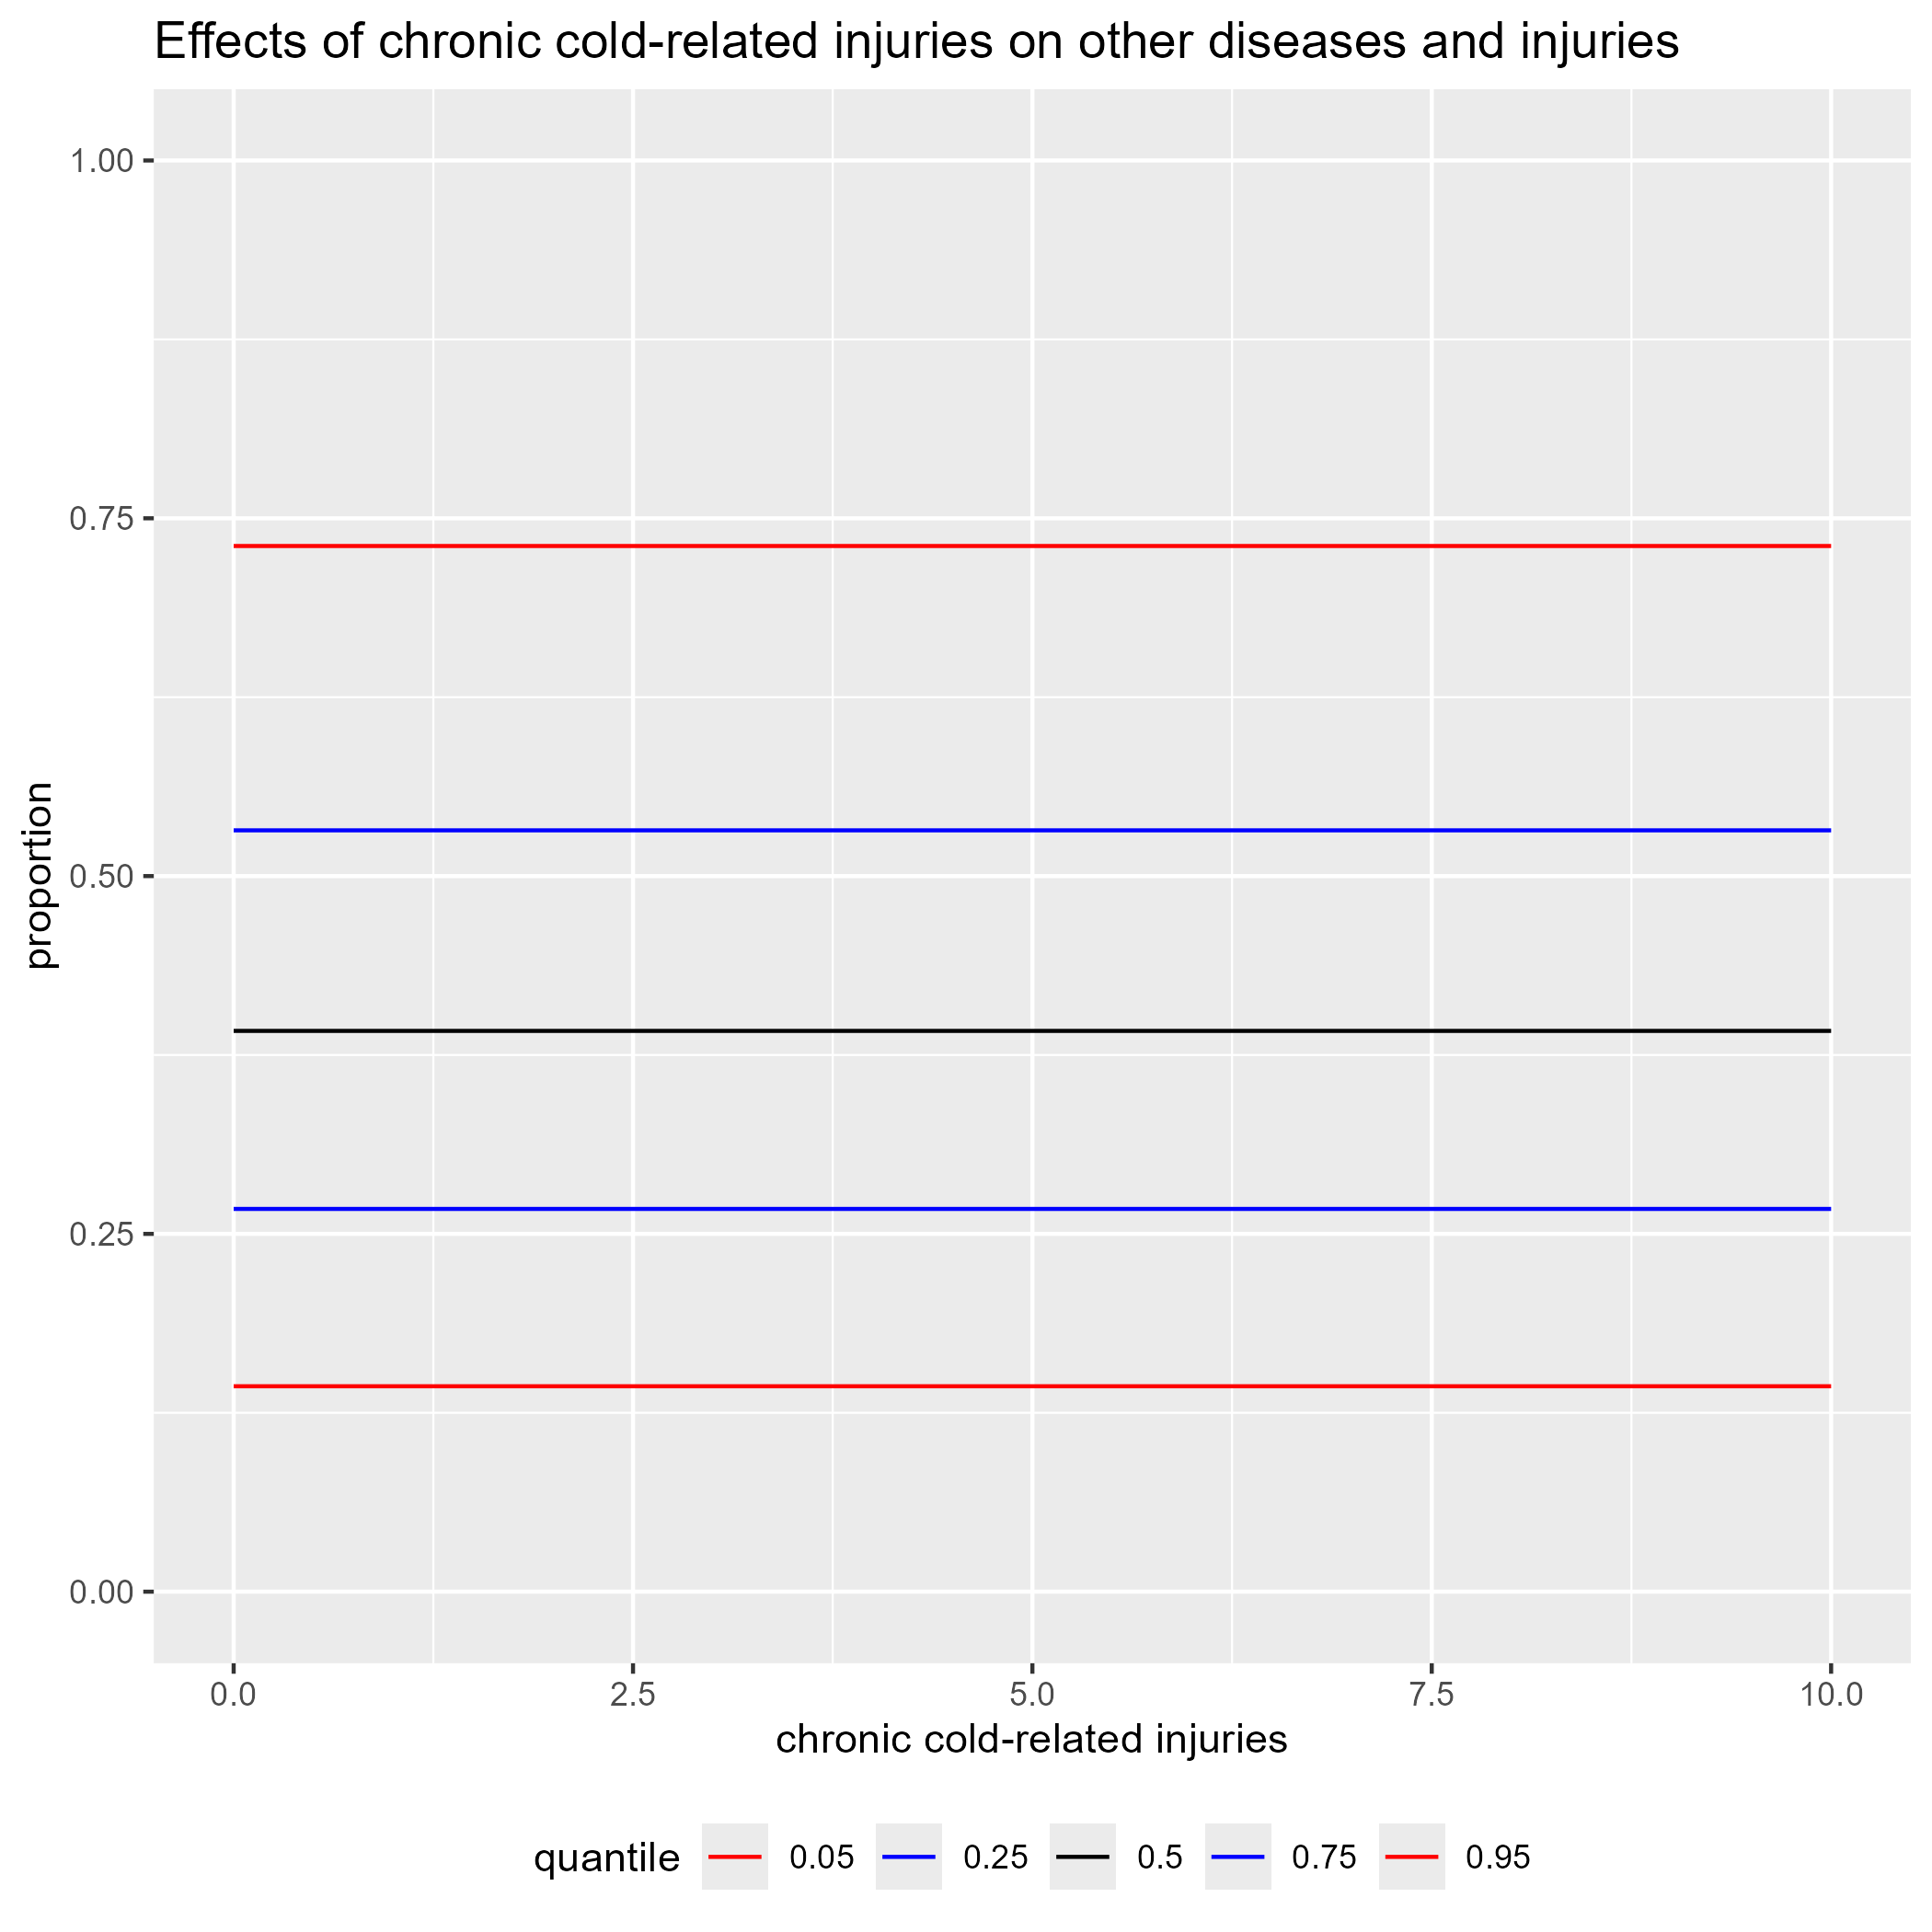 Effects of chronic cold-related injuries on other diseases and injuries
1.00
0.75
0.50
0.25
0.00
proportion
0.0 2.5 5.0 7.5 10.0
chronic cold-related injuries
quantile 0.05 0.25 0.5 0.75 0.95